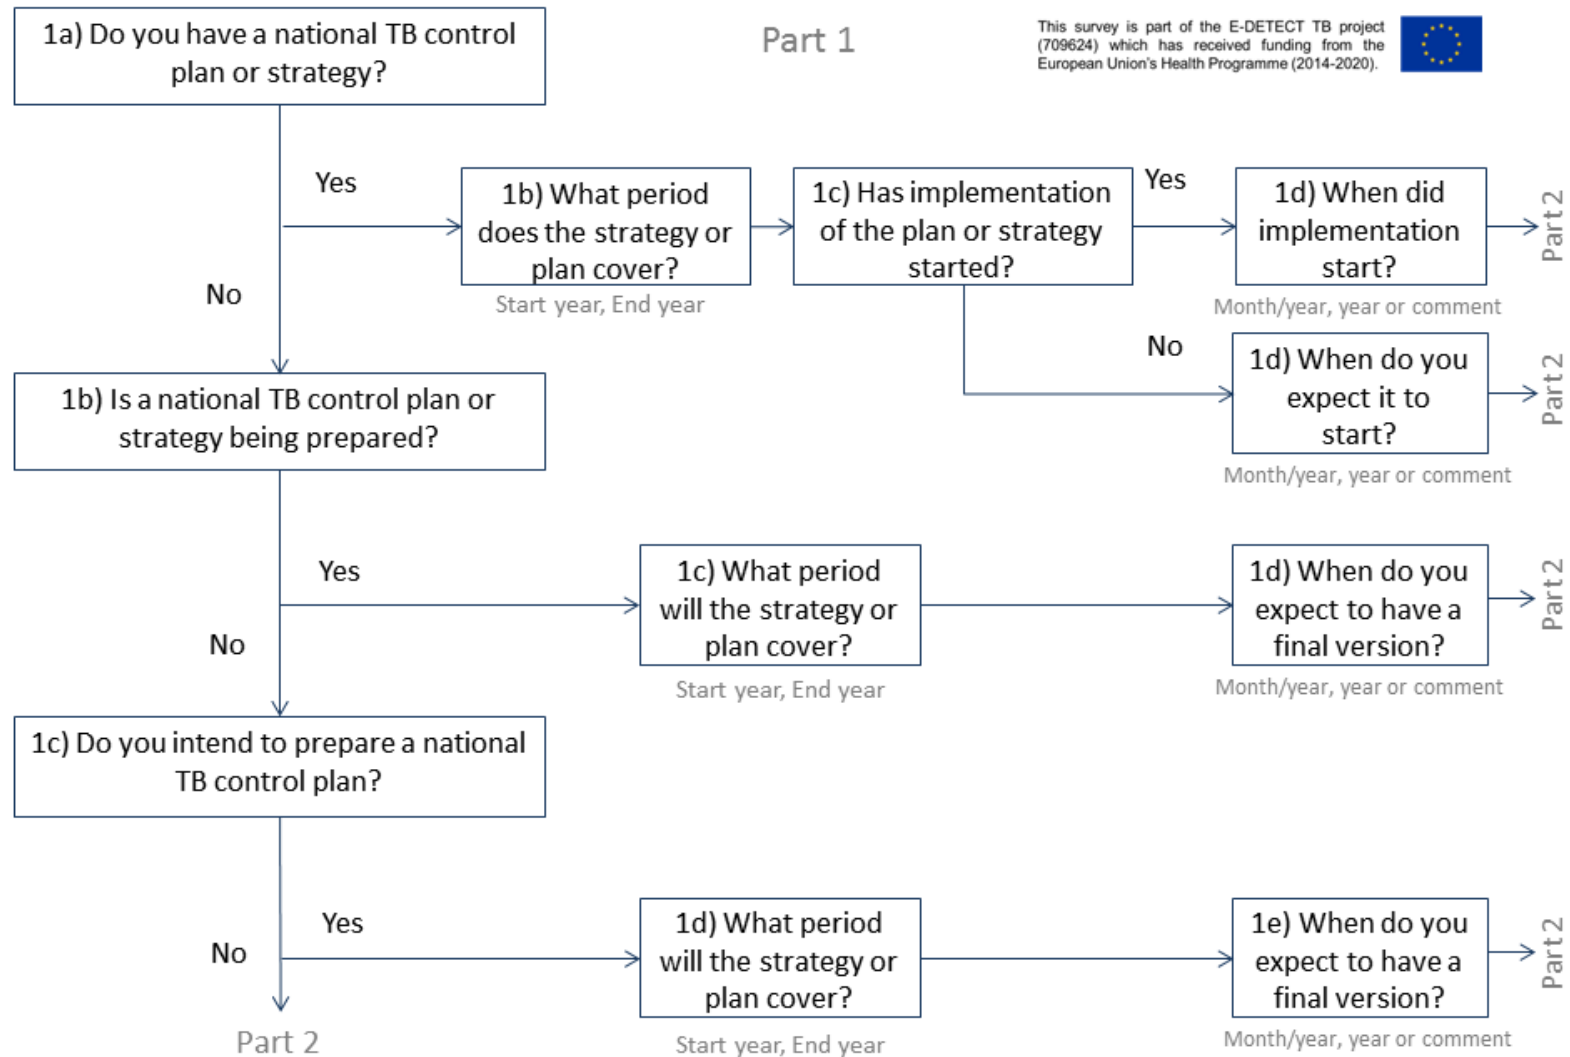 1a) Do you have a national TB control
plan or strategy?
Part 1
This survey is part of the E-DETECT TB project
(709624) which has received funding from the
European Union's Health Programme (2014-2020).
Yes
No
1b) What period
does the strategy or
plan cover?
Start year, End year
1c) Has implementation
of the plan or strategy
started?
Yes
1d) When did
implementation
start?
Month/year, year or comment
Part 2
No
1d) When do you
expect it to
start?
Month/year, year or comment
Part 2
1b) Is a national TB control plan or
strategy being prepared?
Yes
No
1c) What period
will the strategy or
plan cover?
Start year, End year
1d) When do you
expect to have a
final version?
Month/year, year or comment
Part 2
1c) Do you intend to prepare a national
TB control plan?
Yes
No
1d) What period
will the strategy or
plan cover?
Start year, End year
1e) When do you
expect to have a
final version?
Month/year, year or comment
Part 2
Part 2